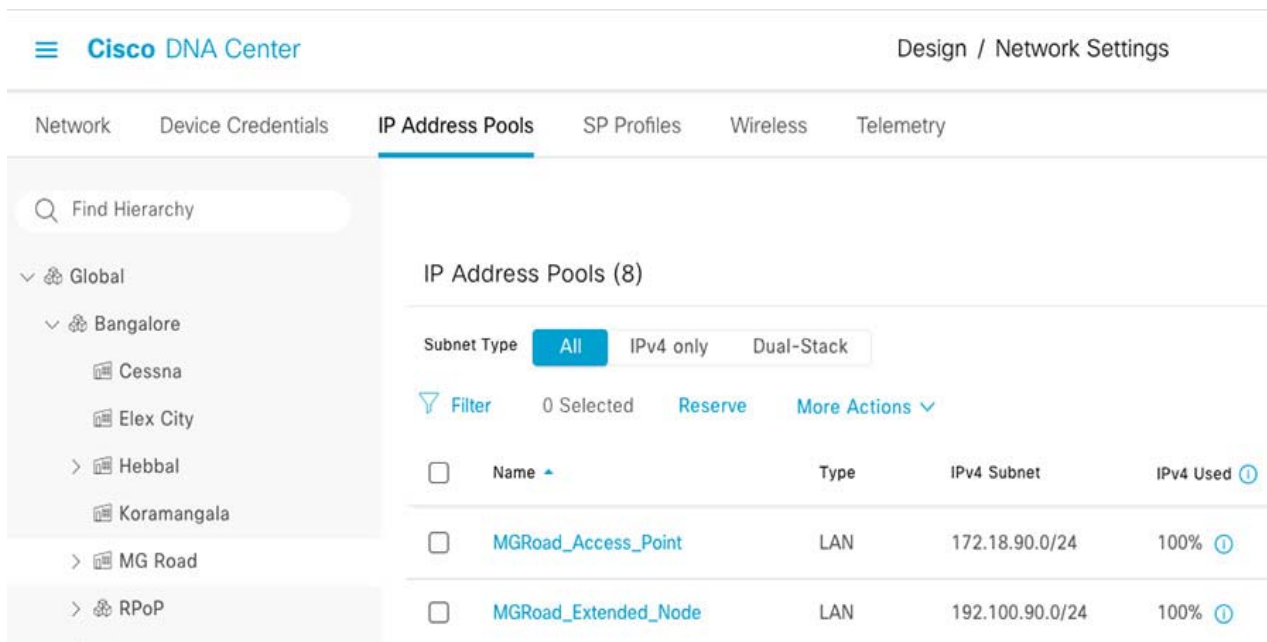 Cisco DNA Center
Design / Network Settings
Network Device Credentials IP Address Pools SP Profiles Wireless Telemetry
Find Hierarchy
Global
Bangalore
Cessna
Elex City
Hebbal
Koramangala
MG Road
RPoP
IP Address Pools (8)
Subnet Type All IPv4 only Dual-Stack
Filter 0 Selected Reserve More Actions
Name Type IPv4 Subnet IPv4 Used
MGRoad_Access_Point LAN 172.18.90.0/24 100%
MGRoad_Extended_Node LAN 192.100.90.0/24 100%